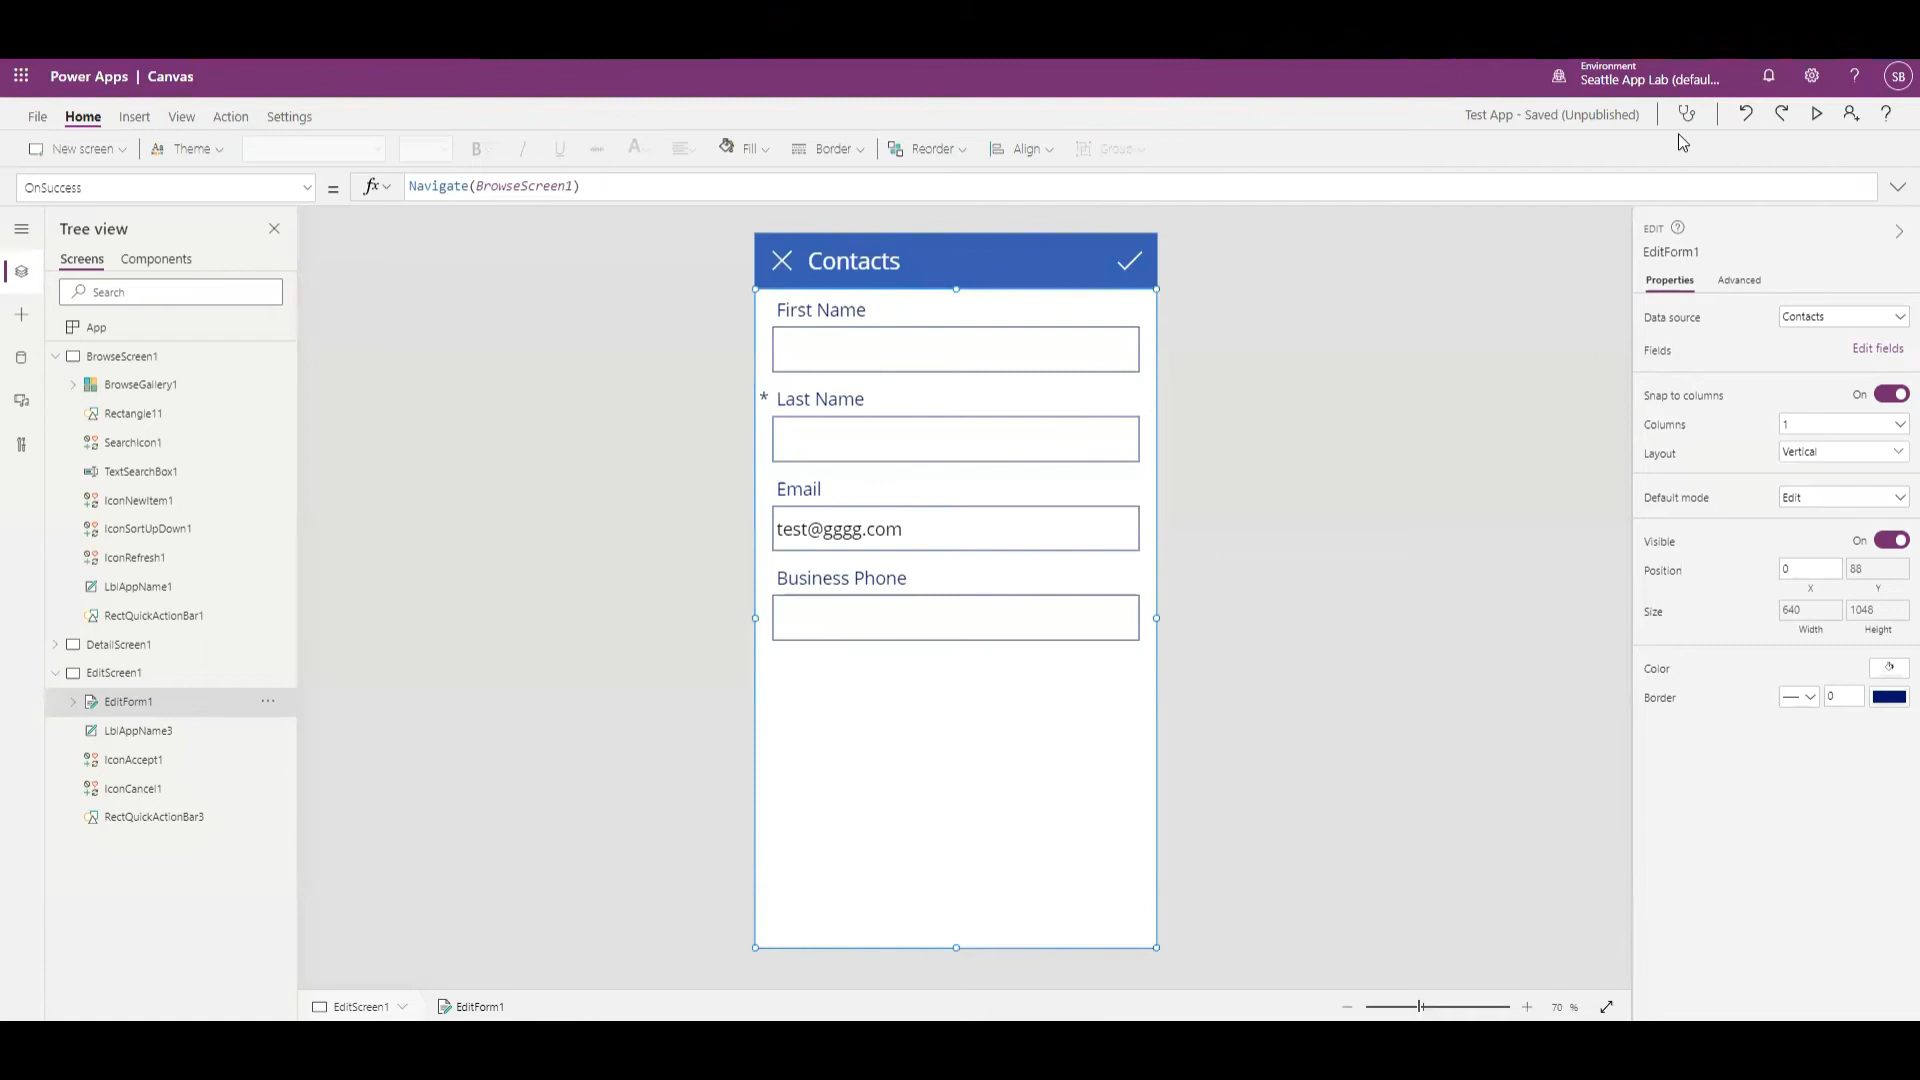 Power Apps | Canvas
Environment
Seattle App Lab (defaul...
SB
File Home Insert View Action Settings
Test App - Saved (Unpublished)
New screen Theme B / U A Fill Border Reorder Align Group
OnSuccess = fx Navigate(BrowseScreen1)
Tree view
Screens Components
Search
App
BrowseScreen1
BrowseGallery1
Rectangle11
SearchIcon1
TextSearchBox1
IconNewItem1
IconSortUpDown1
IconRefresh1
LblAppName1
RectQuickActionBar1
DetailScreen1
EditScreen1
EditForm1 ...
LblAppName3
IconAccept1
IconCancel1
RectQuickActionBar3
Contacts
First Name
* Last Name
Email
test@gggg.com
Business Phone
EDIT
EditForm1
Properties Advanced
Data source Contacts
Fields Edit fields
Snap to columns On
Columns 1
Layout Vertical
Default mode Edit
Visible On
Position 0 88
X Y
Size 640 1048
Width Height
Color
Border 0
EditScreen1 EditForm1
70 %